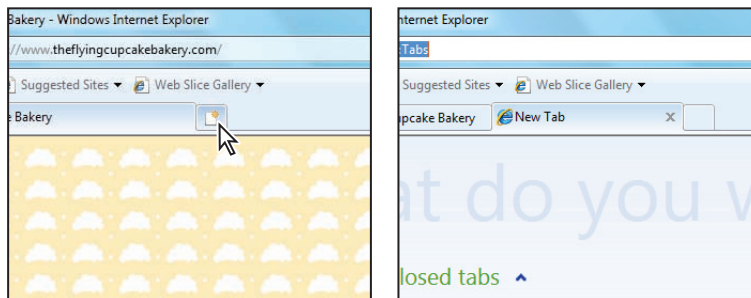 Bakery - Windows Internet Explorer
//www.theflyingcupcakebakery.com/
Suggested Sites Web Slice Gallery
e Bakery
nternet Explorer
Tabs
Suggested Sites Web Slice Gallery
upcake Bakery New Tab x
at do you w
losed tabs